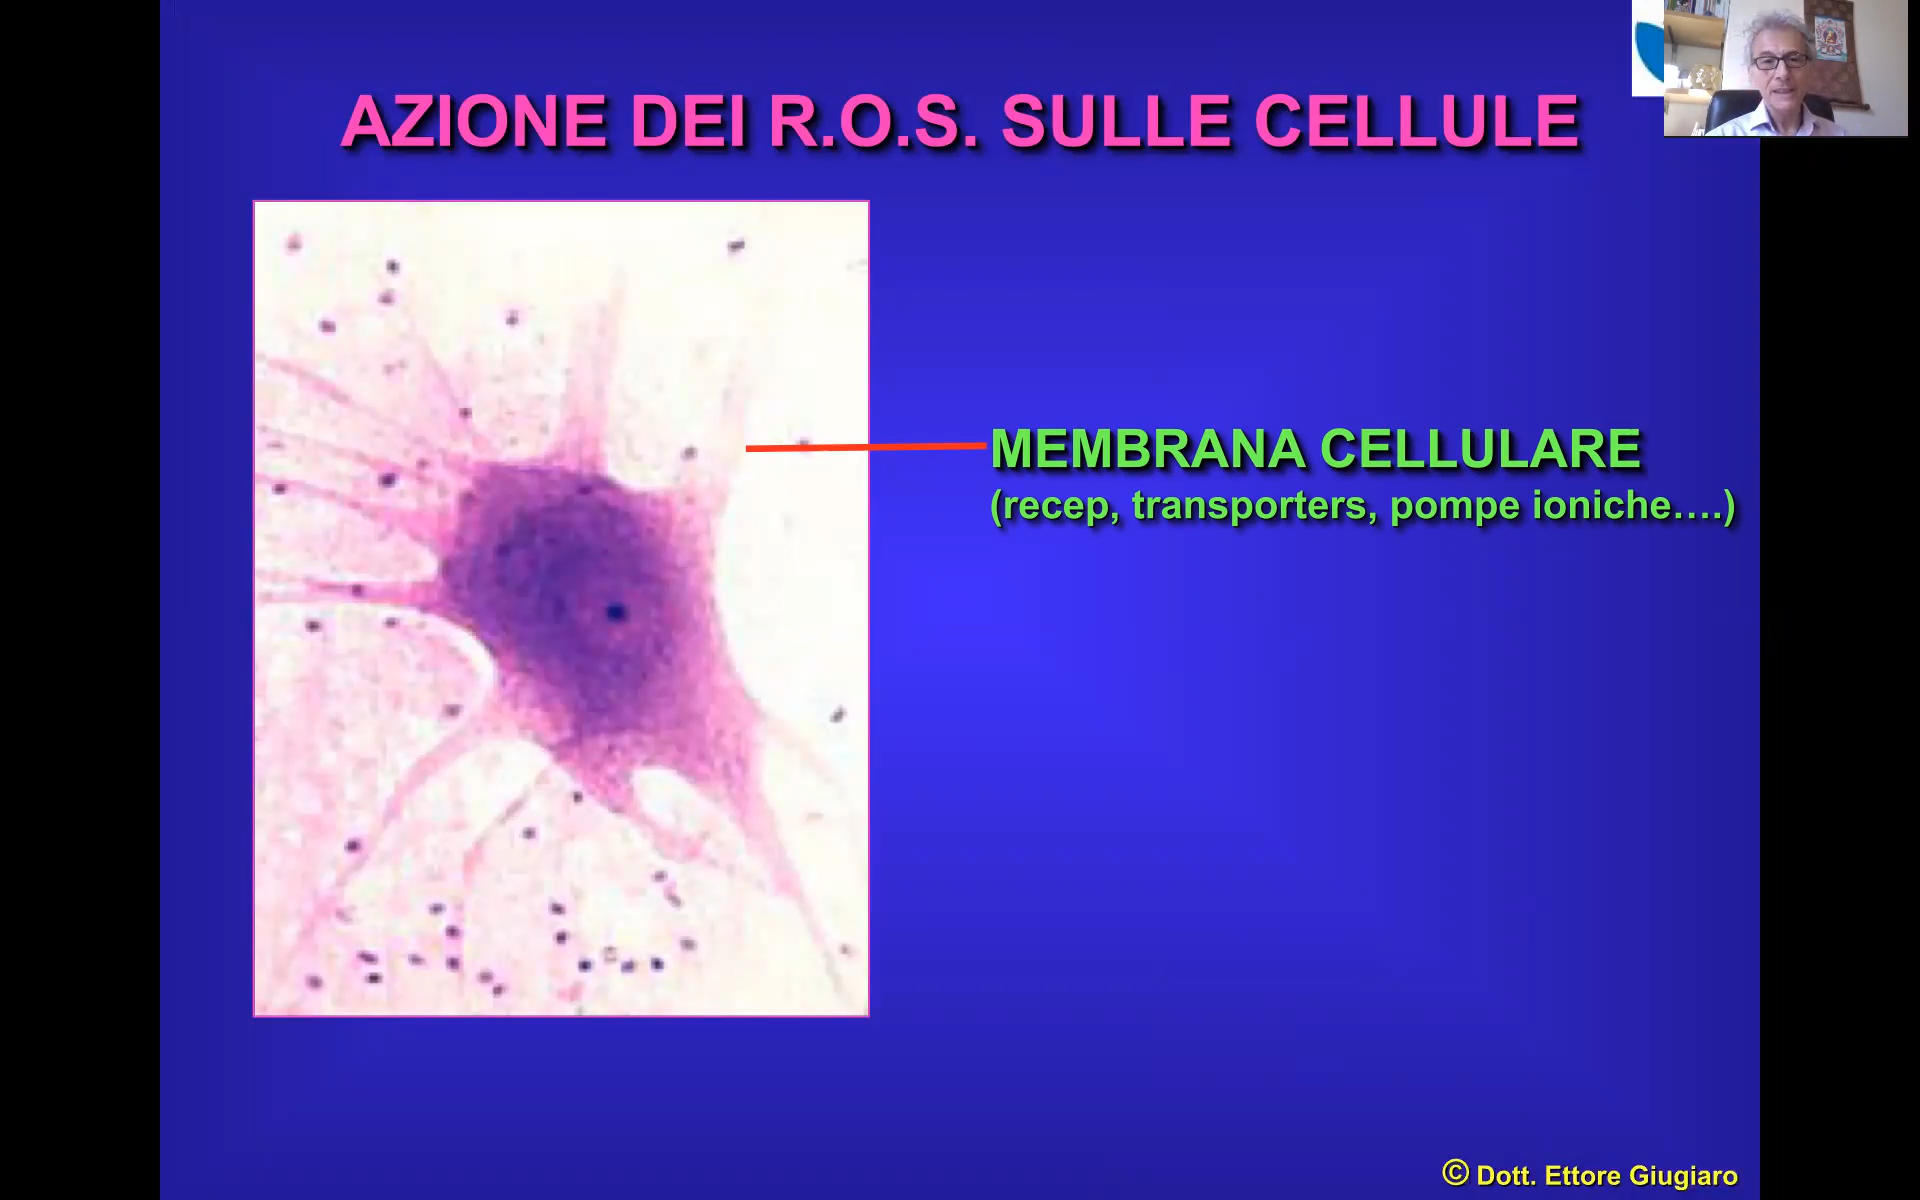 AZIONE DEI R.O.S. SULLE CELLULE
MEMBRANA CELLULARE
(recep, transporters, pompe ioniche….)
© Dott. Ettore Giugiaro